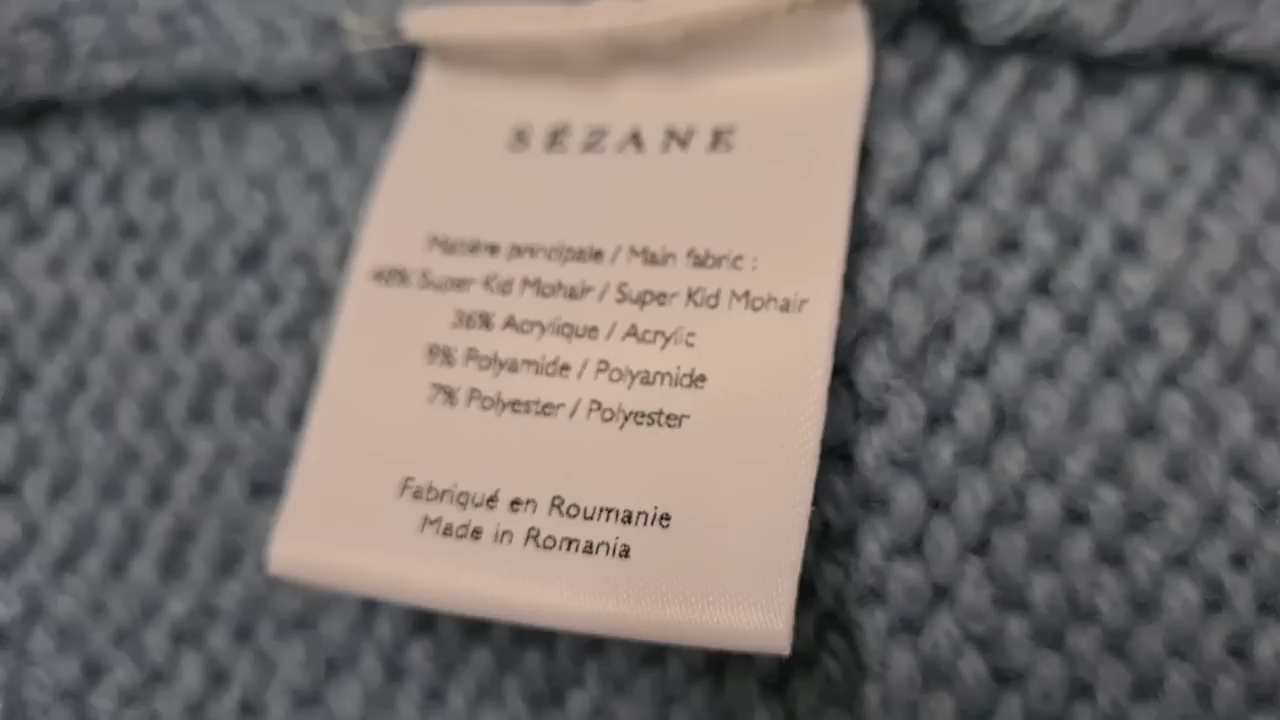 SÉZANE
Matière principale / Main fabric :
48% Super Kid Mohair / Super Kid Mohair
36% Acrylique / Acrylic
9% Polyamide / Polyamide
7% Polyester / Polyester
Fabriqué en Roumanie
Made in Romania